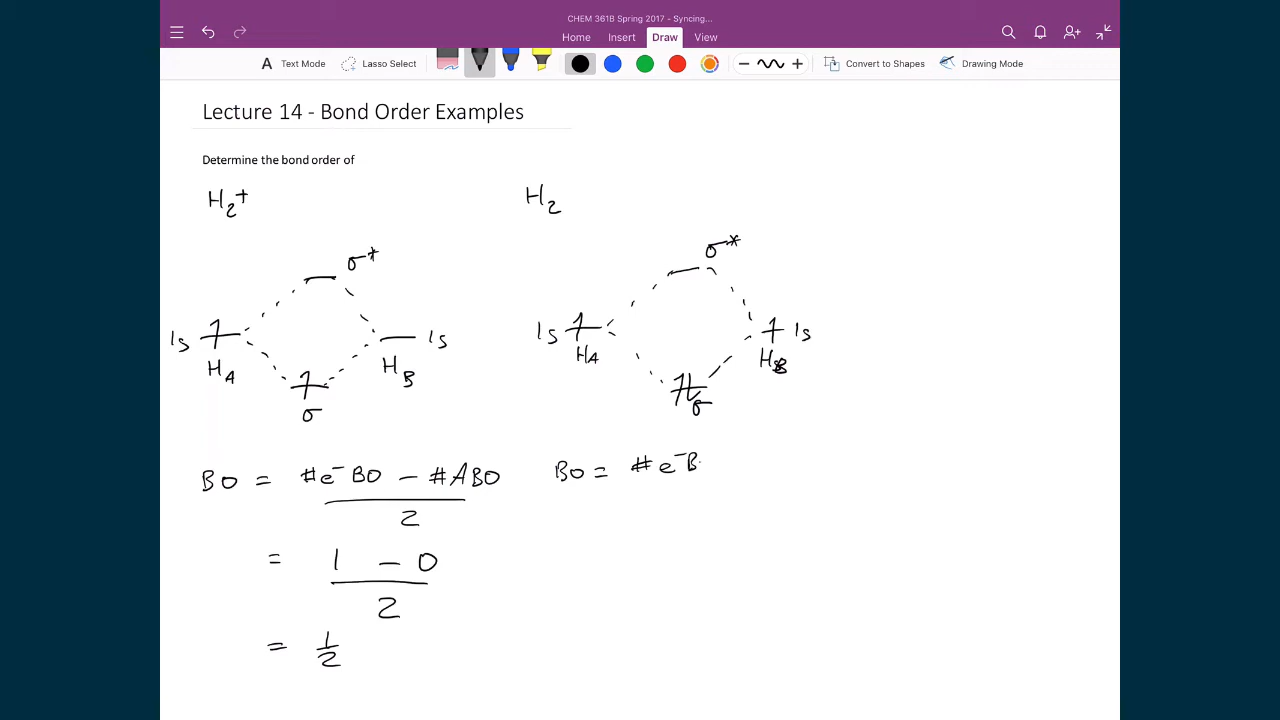 CHEM 361B Spring 2017 - Syncing...
Home Insert Draw View
A Text Mode Lasso Select Convert to Shapes Drawing Mode
Lecture 14 - Bond Order Examples
Determine the bond order of
H2+
σ*
1s 1s
HA HB
σ
BO = #e⁻BO − #ABO
2
= 1 − 0
2
= 1
2
H2
σ*
1s 1s
HA HB
σ
BO = #e⁻B